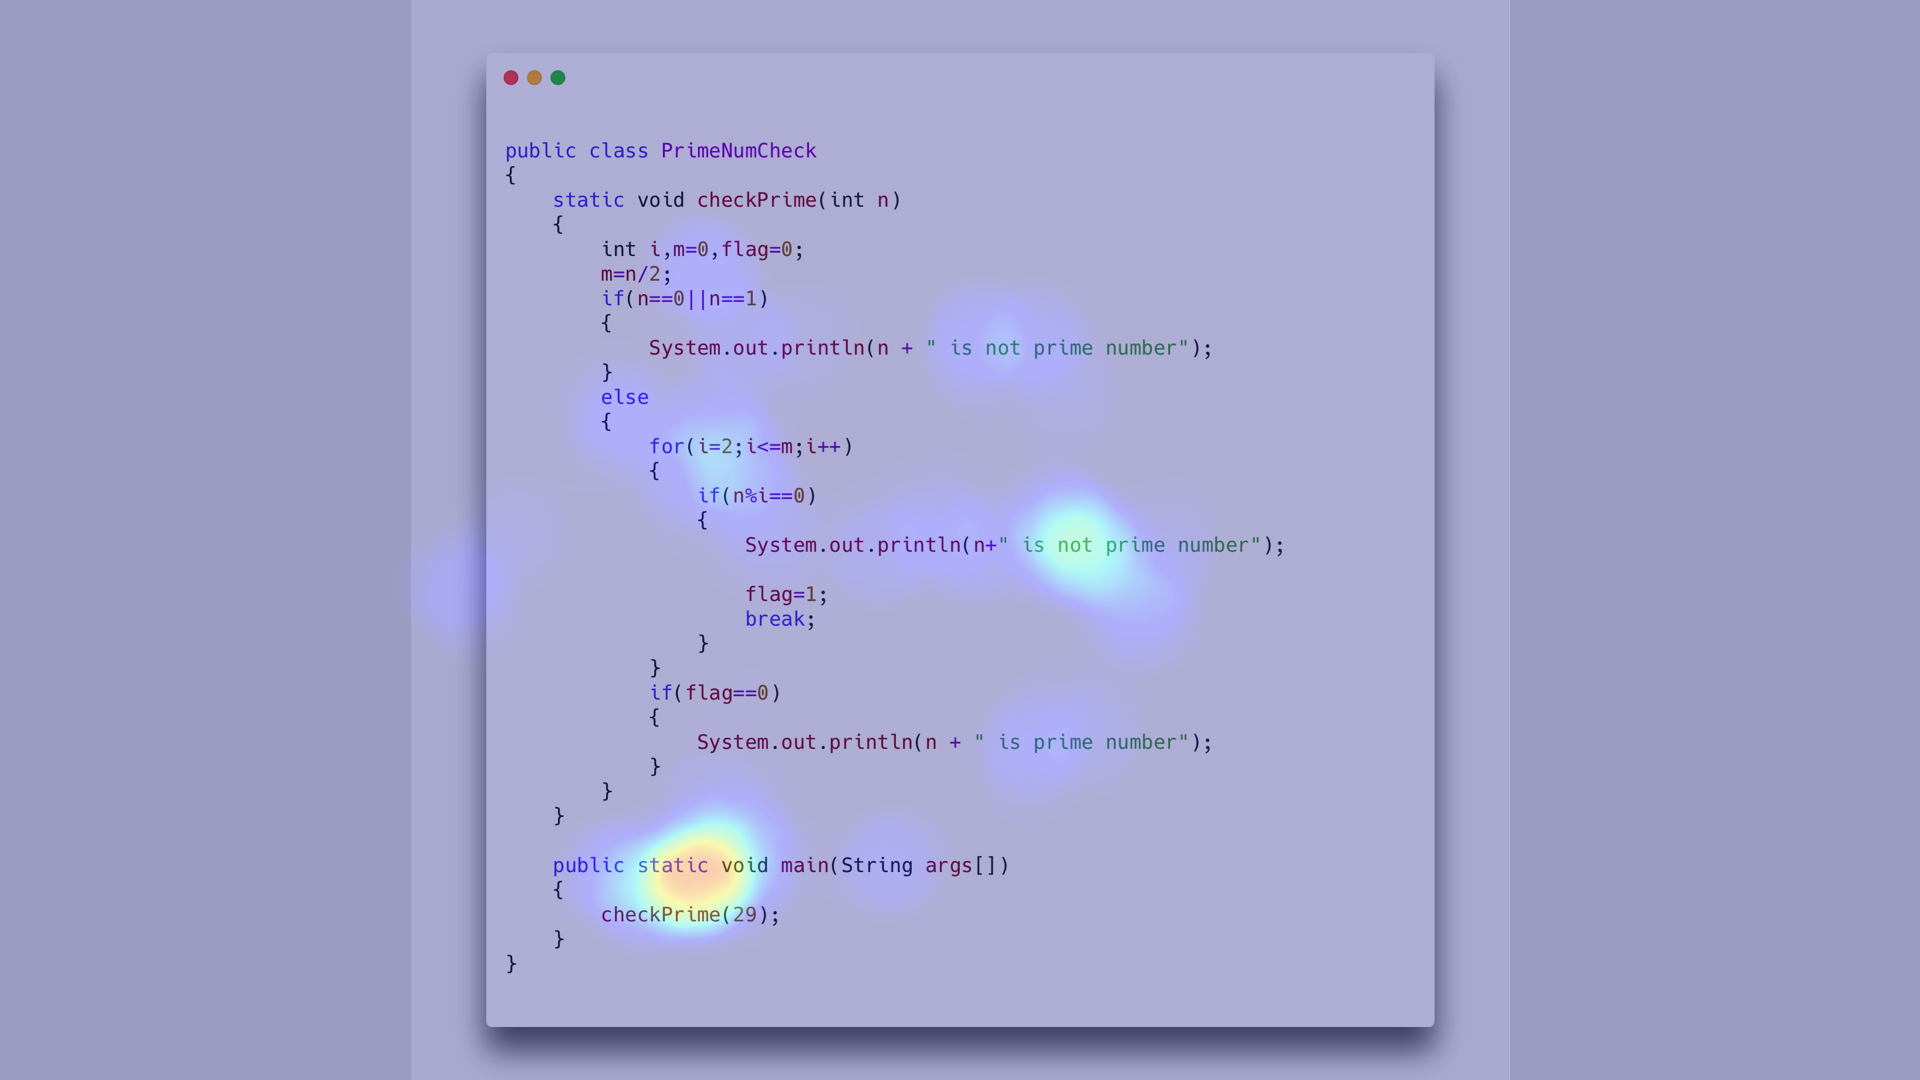 public class PrimeNumCheck
{
    static void checkPrime(int n)
    {
        int i,m=0,flag=0;
        m=n/2;
        if(n==0||n==1)
        {
            System.out.println(n + " is not prime number");
        }
        else
        {
            for(i=2;i<=m;i++)
            {
                if(n%i==0)
                {
                    System.out.println(n+" is not prime number");

                    flag=1;
                    break;
                }
            }
            if(flag==0)
            {
                System.out.println(n + " is prime number");
            }
        }
    }

    public static void main(String args[])
    {
        checkPrime(29);
    }
}